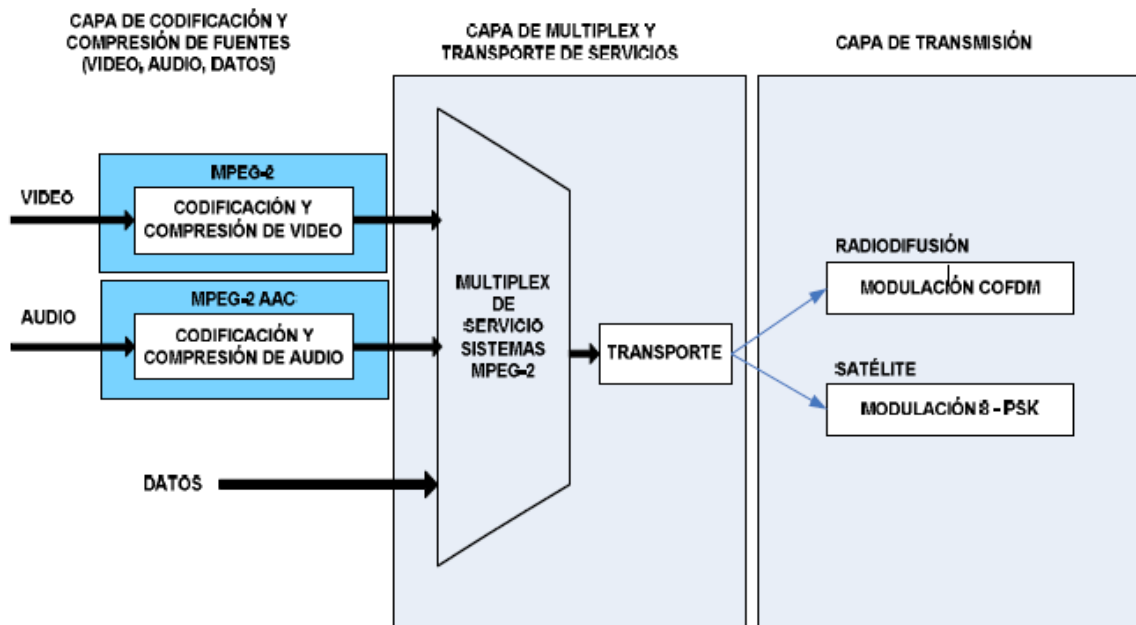 CAPA DE CODIFICACIÓN Y
COMPRESIÓN DE FUENTES
(VIDEO, AUDIO, DATOS)
CAPA DE MULTIPLEX Y
TRANSPORTE DE SERVICIOS
CAPA DE TRANSMISIÓN
MPEG-2
VIDEO
CODIFICACIÓN Y
COMPRESIÓN DE VIDEO
MPEG-2 AAC
AUDIO
CODIFICACIÓN Y
COMPRESIÓN DE AUDIO
DATOS
MULTIPLEX
DE
SERVICIO
SISTEMAS
MPEG-2
TRANSPORTE
RADIODIFUSIÓN
MODULACIÓN COFDM
SATÉLITE
MODULACIÓN 8 - PSK